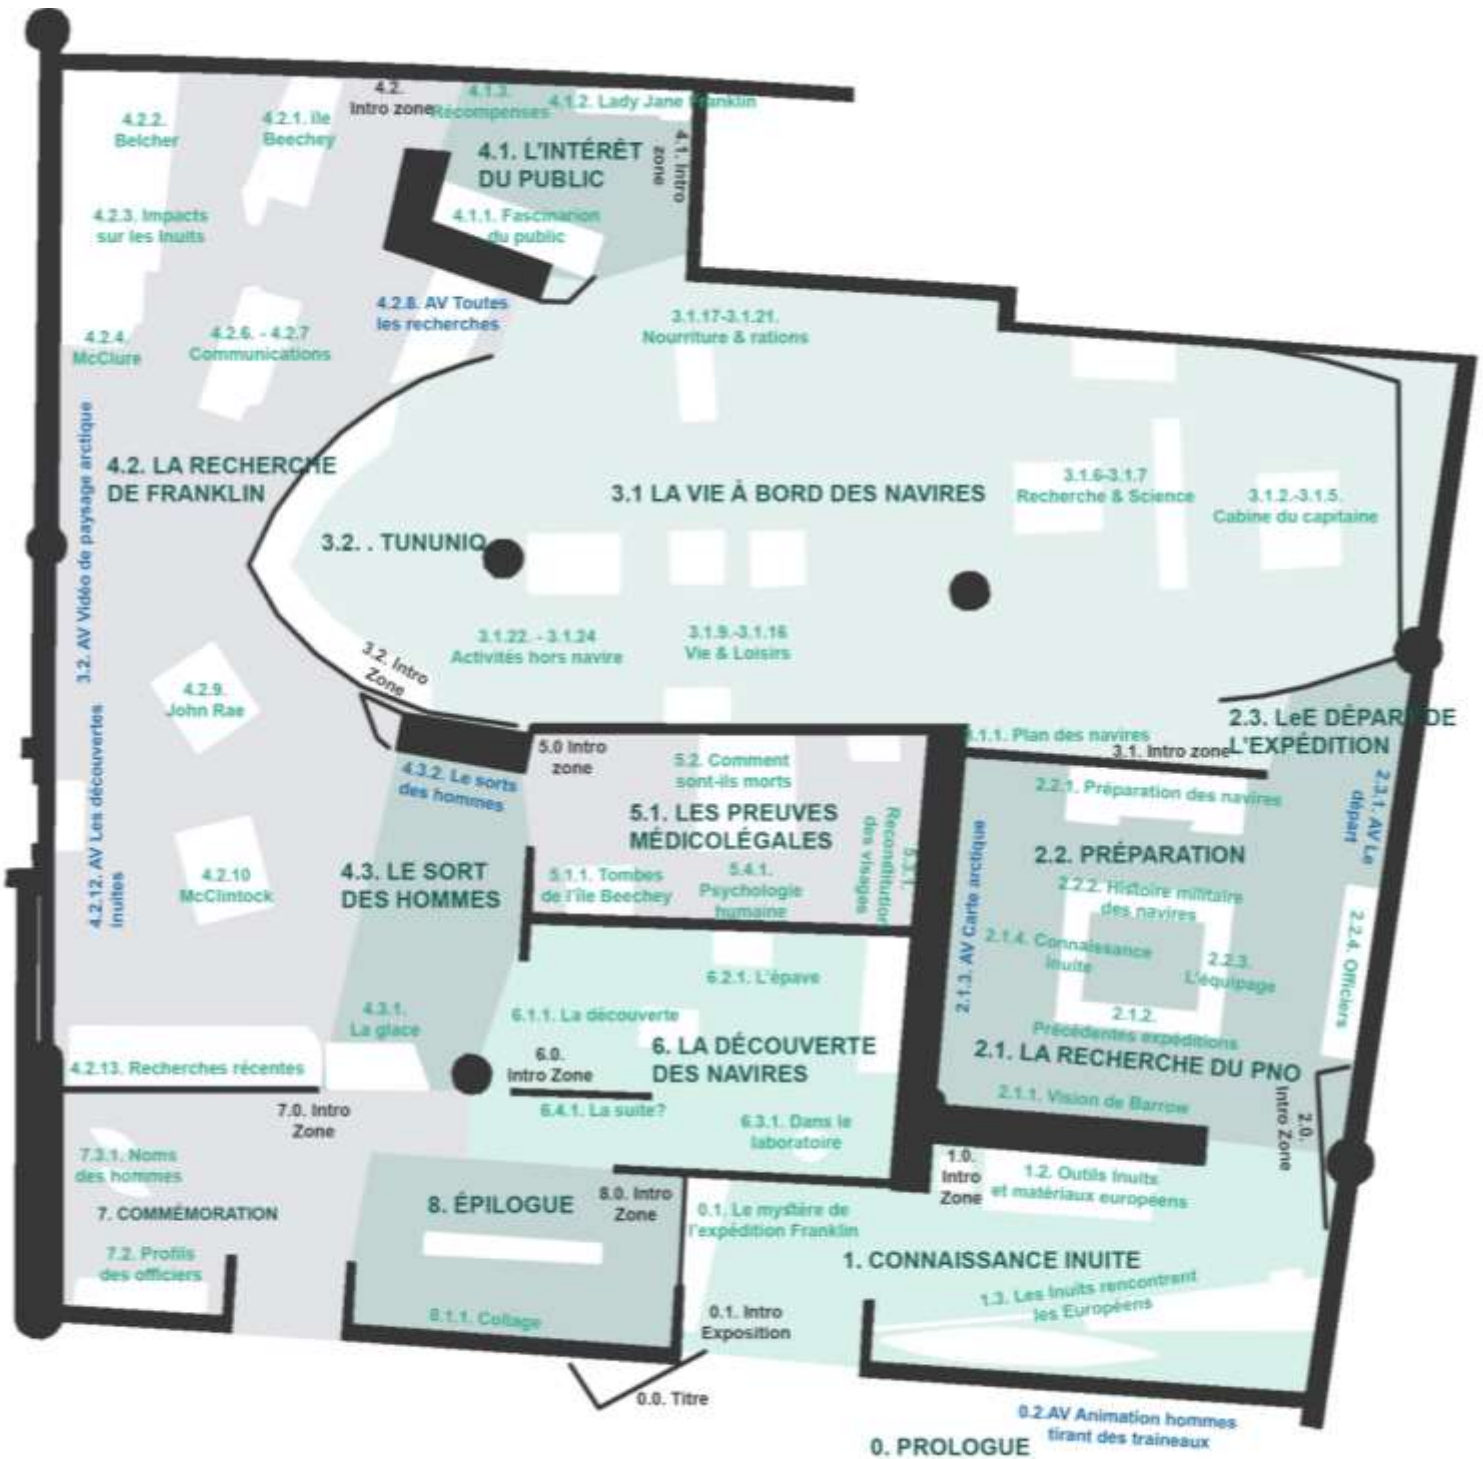 4.2.
Intro zone
4.1.3.
Récompenses
4.1.2. Lady Jane Franklin
4.2.2.
Belcher
4.2.1. île
Beechey
4.1. L'INTÉRÊT
DU PUBLIC
4.1. Intro
zone
4.2.3. Impacts
sur les Inuits
4.1.1. Fascination
du public
4.2.8. AV Toutes
les recherches
4.2.4.
McClure
4.2.6. - 4.2.7
Communications
3.1.17-3.1.21.
Nourriture & rations
3.2. AV Vidéo de paysage arctique
4.2. LA RECHERCHE
DE FRANKLIN
3.1 LA VIE À BORD DES NAVIRES
3.1.6-3.1.7
Recherche & Science
3.1.2.-3.1.5.
Cabine du capitaine
3.2. . TUNUNIQ
3.1.22. - 3.1.24
Activités hors navire
3.1.9.-3.1.16
Vie & Loisirs
3.2. Intro
Zone
4.2.9.
John Rae
4.2.12. AV Les découvertes
inuites
2.3. LeE DÉPART DE
L'EXPÉDITION
3.1.1. Plan des navires
3.1. Intro zone
5.0 Intro
zone
5.2. Comment
sont-ils morts
4.3.2. Le sorts
des hommes
2.2.1. Préparation des navires
2.3.1. AV Le
départ
5.1. LES PREUVES
MÉDICOLÉGALES
5.3.1.
Reconditution
des visages
2.1.3. AV Carte arctique
2.2. PRÉPARATION
4.2.10
McClintock
4.3. LE SORT
DES HOMMES
5.1.1. Tombes
de l'île Beechey
5.4.1.
Psychologie
humaine
2.2.2. Histoire militaire
des navires
2.2.4. Officiers
2.1.4. Connaissance
inuite
2.2.3.
L'équipage
6.2.1. L'épave
4.3.1.
La glace
6.1.1. La découverte
2.1.2.
Précédentes expéditions
6. LA DÉCOUVERTE
DES NAVIRES
2.1. LA RECHERCHE DU PNO
4.2.13. Recherches récentes
6.0.
Intro Zone
7.0. Intro
Zone
6.4.1. La suite?
6.3.1. Dans le
laboratoire
2.1.1. Vision de Barrow
2.0.
Intro Zone
7.3.1. Noms
des hommes
1.0.
Intro
Zone
1.2. Outils Inuits
et matériaux européens
7. COMMÉMORATION
8. ÉPILOGUE
8.0. Intro
Zone
0.1. Le mystère de
l'expédition Franklin
7.2. Profils
des officiers
1. CONNAISSANCE INUITE
1.3. Les Inuits rencontrent
les Européens
8.1.1. Collage
0.1. Intro
Exposition
0.0. Titre
0.2.AV Animation hommes
tirant des traineaux
0. PROLOGUE